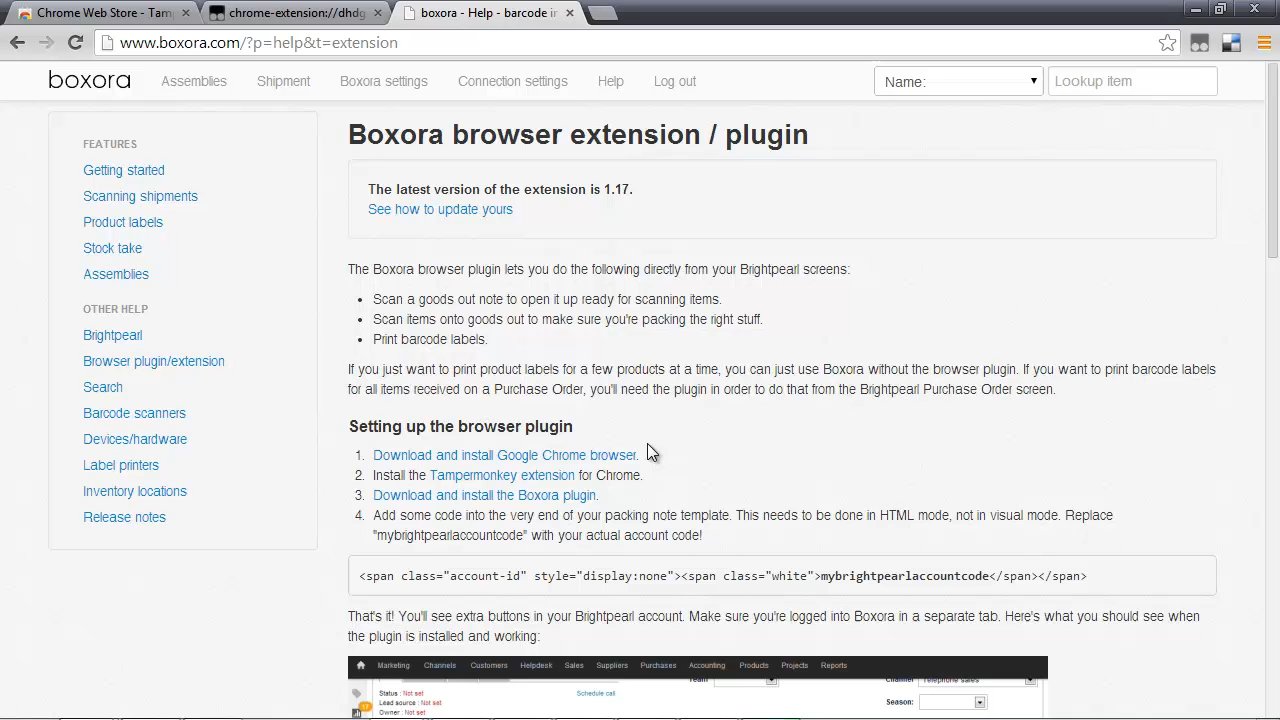 Chrome Web Store - Tam
chrome-extension://dhdg
boxora - Help - barcode in
www.boxora.com/?p=help&t=extension
boxora
Assemblies
Shipment
Boxora settings
Connection settings
Help
Log out
Name:
Lookup item
FEATURES
Getting started
Scanning shipments
Product labels
Stock take
Assemblies
OTHER HELP
Brightpearl
Browser plugin/extension
Search
Barcode scanners
Devices/hardware
Label printers
Inventory locations
Release notes
Boxora browser extension / plugin
The latest version of the extension is 1.17.
See how to update yours
The Boxora browser plugin lets you do the following directly from your Brightpearl screens:
• Scan a goods out note to open it up ready for scanning items.
• Scan items onto goods out to make sure you're packing the right stuff.
• Print barcode labels.
If you just want to print product labels for a few products at a time, you can just use Boxora without the browser plugin. If you want to print barcode labels
for all items received on a Purchase Order, you'll need the plugin in order to do that from the Brightpearl Purchase Order screen.
Setting up the browser plugin
1. Download and install Google Chrome browser.
2. Install the Tampermonkey extension for Chrome.
3. Download and install the Boxora plugin.
4. Add some code into the very end of your packing note template. This needs to be done in HTML mode, not in visual mode. Replace
"mybrightpearlaccountcode" with your actual account code!
<span class="account-id" style="display:none"><span class="white">mybrightpearlaccountcode</span></span>
That's it! You'll see extra buttons in your Brightpearl account. Make sure you're logged into Boxora in a separate tab. Here's what you should see when
the plugin is installed and working:
Marketing Channels Customers Helpdesk Sales Suppliers Purchases Accounting Products Projects Reports
Team
Channel
Telephone sales
Status : Not set
Schedule call
Lead source : Not set
Season:
17
Owner : Not set